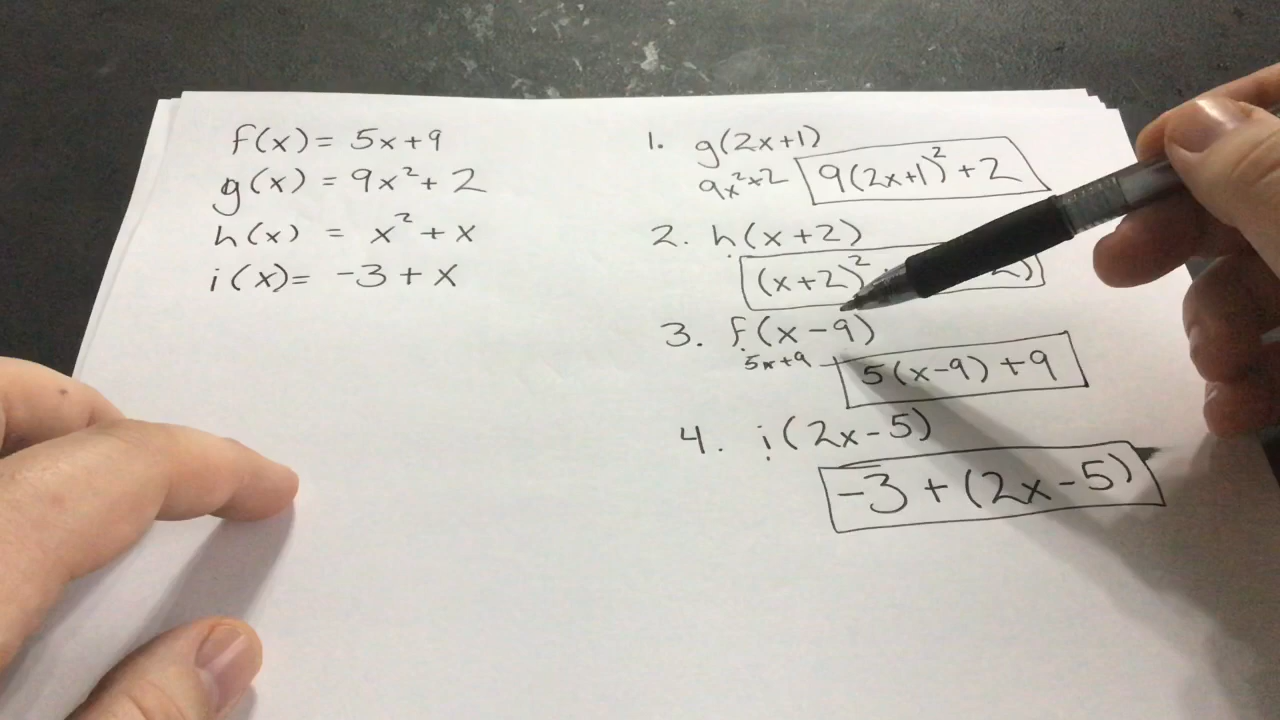 f(x) = 5x+9
g(x) = 9x² + 2
h(x) = x² + x
i(x) = -3 + x
1. g(2x+1)
9x²+2 9(2x+1)² + 2
2. h(x+2)
(x+2)²
3. f(x-9)
5x+9 5(x-9) + 9
4. i(2x-5)
-3 + (2x-5)